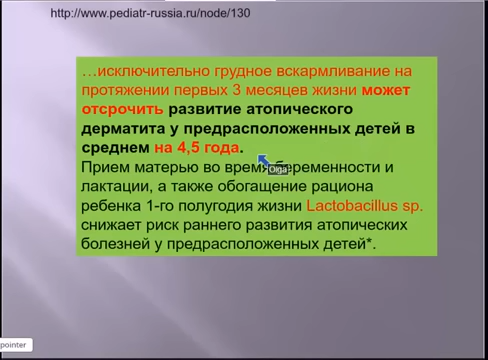 http://www.pediatr-russia.ru/node/130
…исключительно грудное вскармливание на
протяжении первых 3 месяцев жизни может
отсрочить развитие атопического
дерматита у предрасположенных детей в
среднем на 4,5 года.
Прием матерью во время беременности и
Olga
лактации, а также обогащение рациона
ребенка 1-го полугодия жизни Lactobacillus sp.
снижает риск раннего развития атопических
болезней у предрасположенных детей*.
pointer